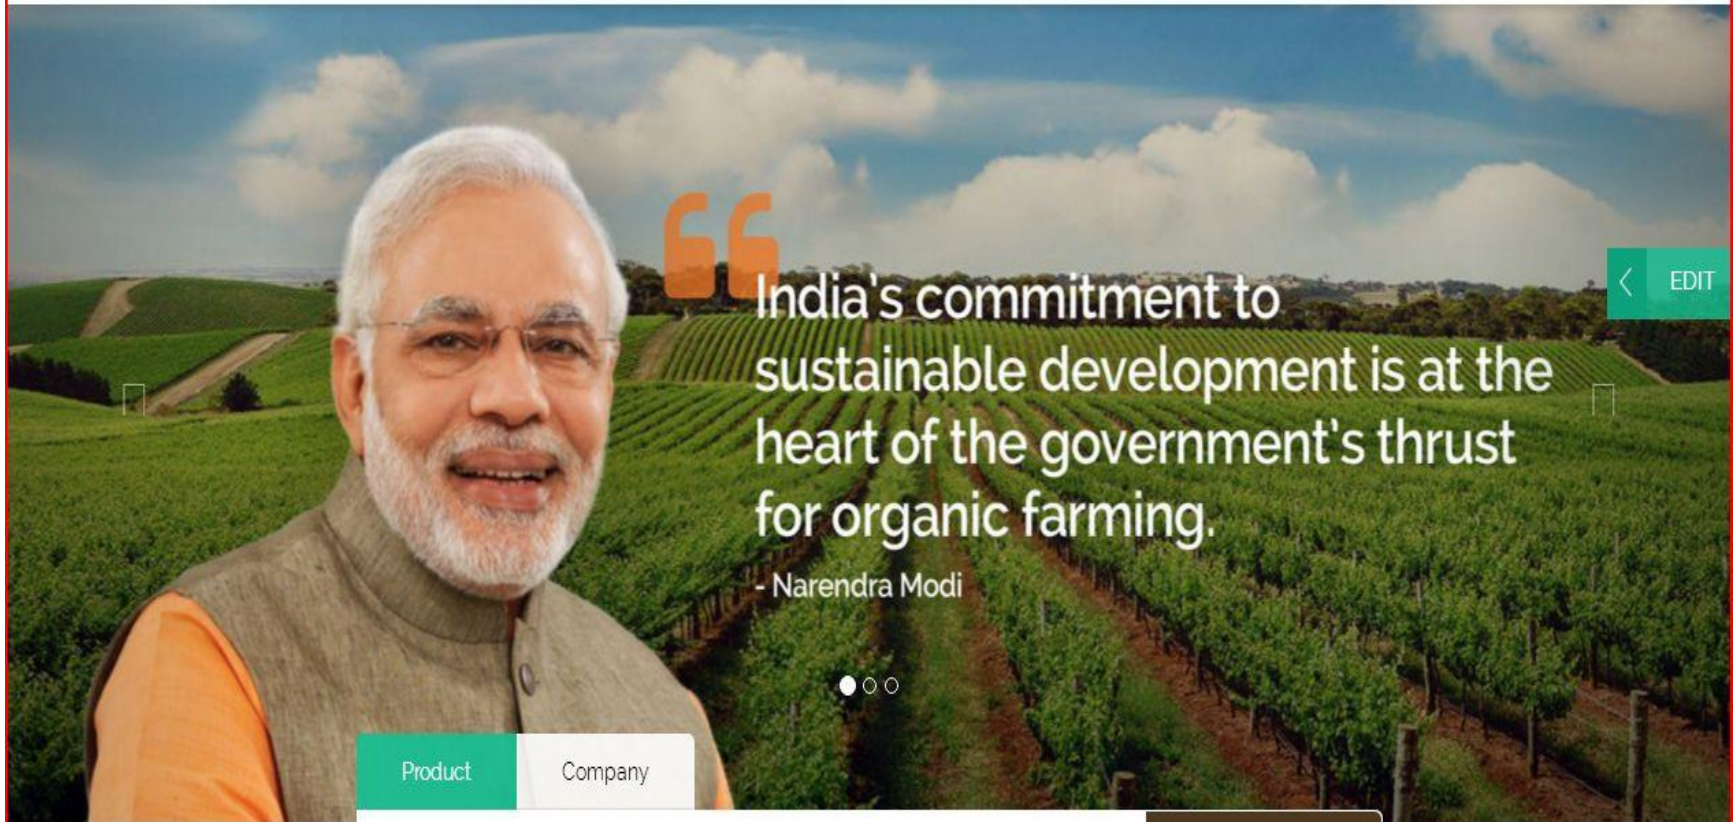 India's commitment to
sustainable development is at the
heart of the government's thrust
for organic farming.
- Narendra Modi
EDIT
Product
Company